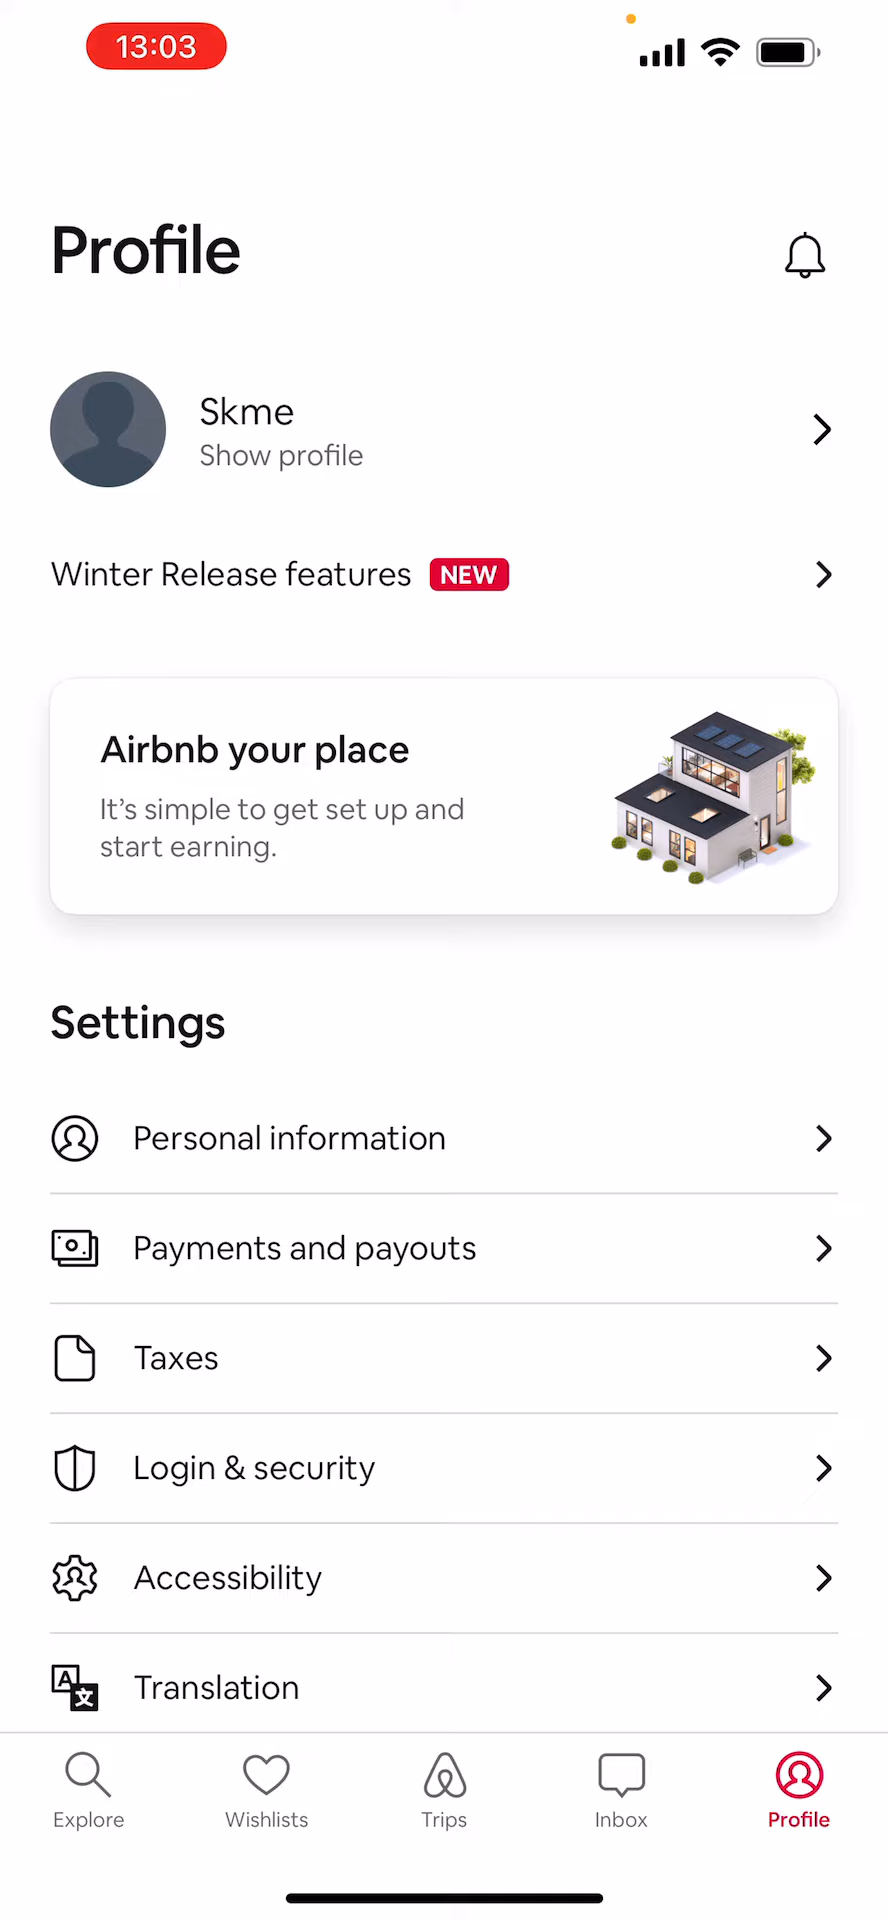 13:03
Profile
Skme
Show profile
Winter Release features NEW
Airbnb your place
It's simple to get set up and
start earning.
Settings
Personal information
Payments and payouts
Taxes
Login & security
Accessibility
A 文 Translation
Explore Wishlists Trips Inbox Profile